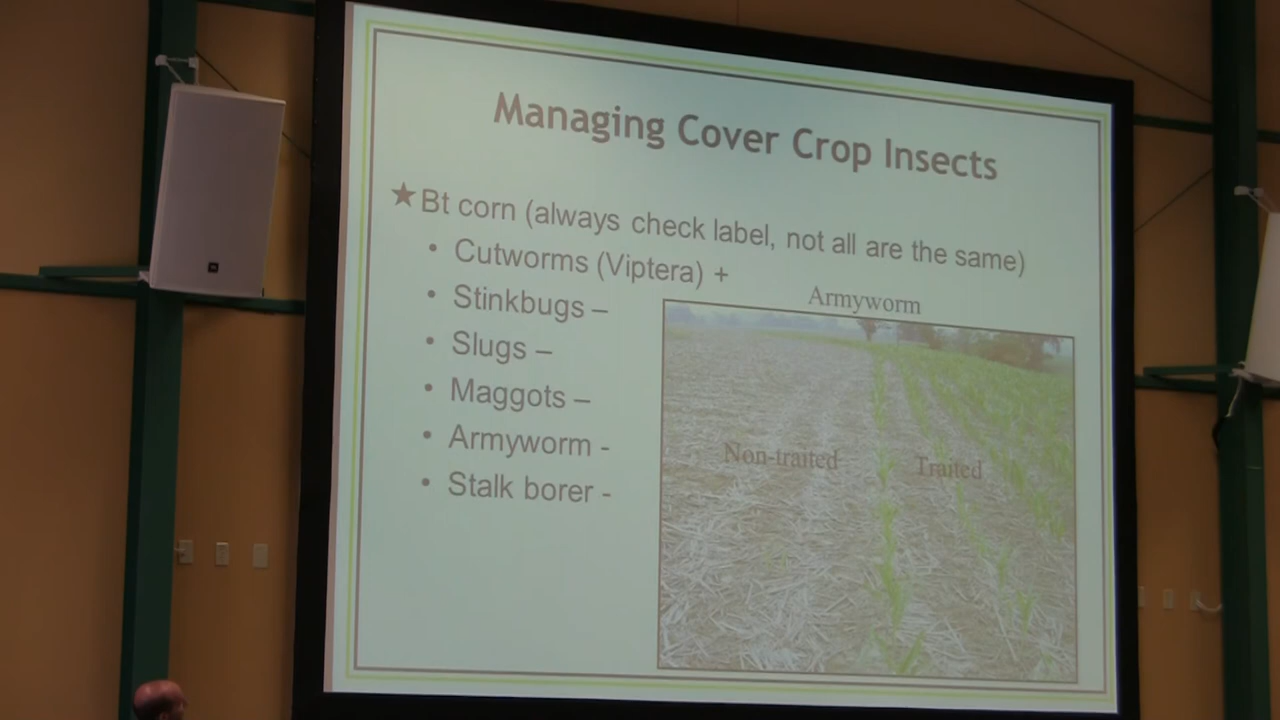 Managing Cover Crop Insects
★ Bt corn (always check label, not all are the same)
• Cutworms (Viptera) +
• Stinkbugs –
• Slugs –
• Maggots –
• Armyworm -
• Stalk borer -
Armyworm
Non-traited
Traited